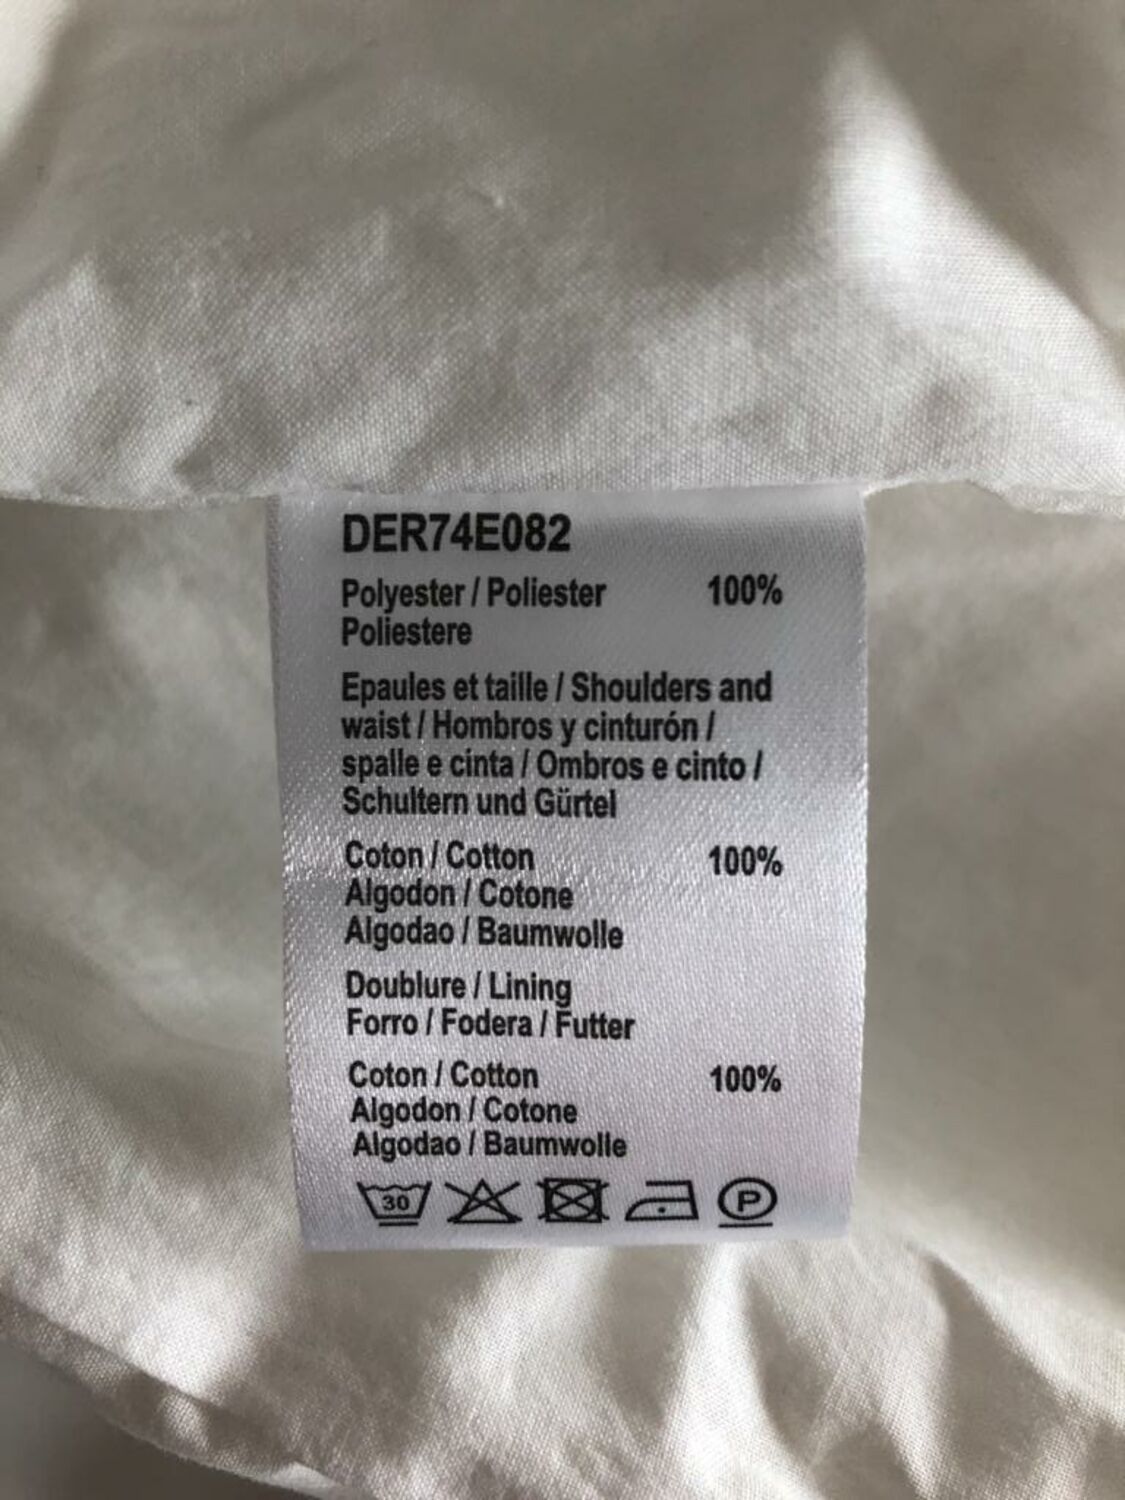 DER74E082
Polyester / Poliester 100%
Poliestere
Epaules et taille / Shoulders and
waist / Hombros y cinturón /
spalle e cinta / Ombros e cinto /
Schultern und Gürtel
Coton / Cotton 100%
Algodon / Cotone
Algodao / Baumwolle
Doublure / Lining
Forro / Fodera / Futter
Coton / Cotton 100%
Algodon / Cotone
Algodao / Baumwolle
30 P